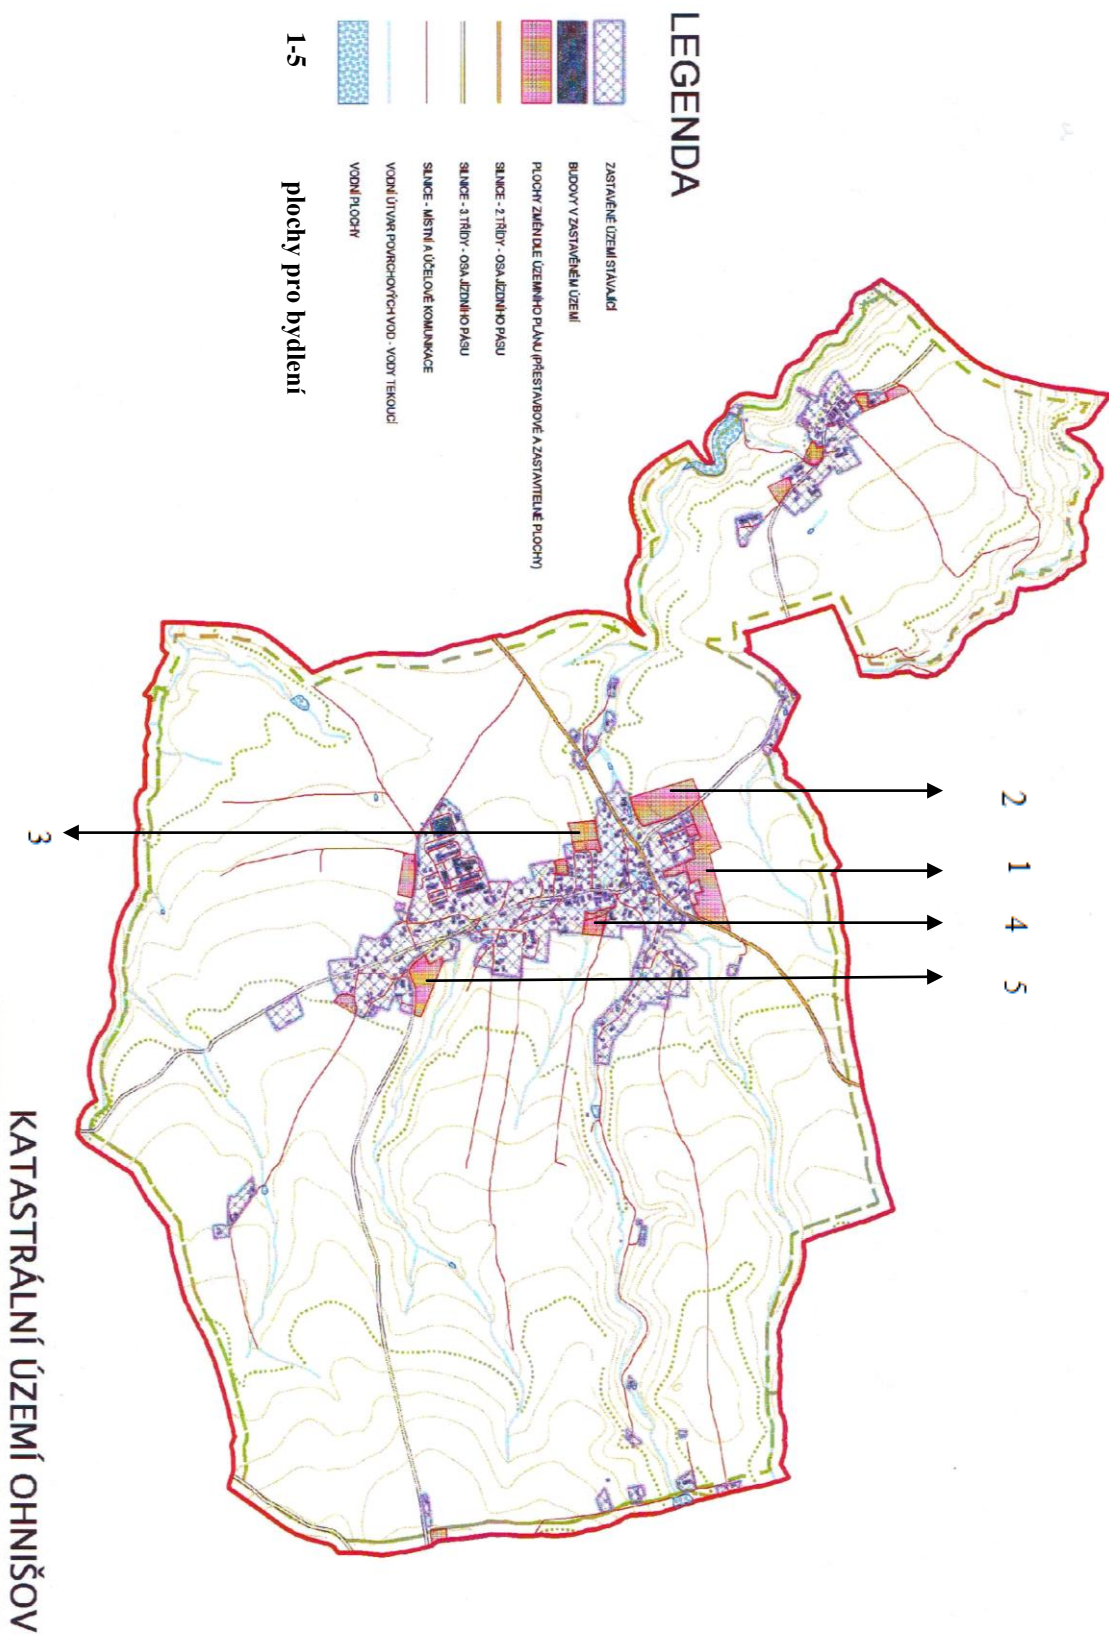 LEGENDA
ZASTAVĚNÉ ÚZEMÍ STÁVAJÍCÍ
BUDOVY V ZASTAVĚNÉM ÚZEMÍ
PLOCHY ZMĚN DLE ÚZEMNÍHO PLÁNU (PŘESTAVBOVÉ A ZASTAVITELNÉ PLOCHY)
SILNICE - 2.TŘÍDY - OSA JÍZDNÍHO PÁSU
SILNICE - 3.TŘÍDY - OSA JÍZDNÍHO PÁSU
SILNICE - MÍSTNÍ A ÚČELOVÉ KOMUNIKACE
VODNÍ ÚTVAR POVRCHOVÝCH VOD - VODY TEKOUCÍ
VODNÍ PLOCHY
1-5 plochy pro bydlení
2
1
4
5
3
KATASTRÁLNÍ ÚZEMÍ OHNIŠOV